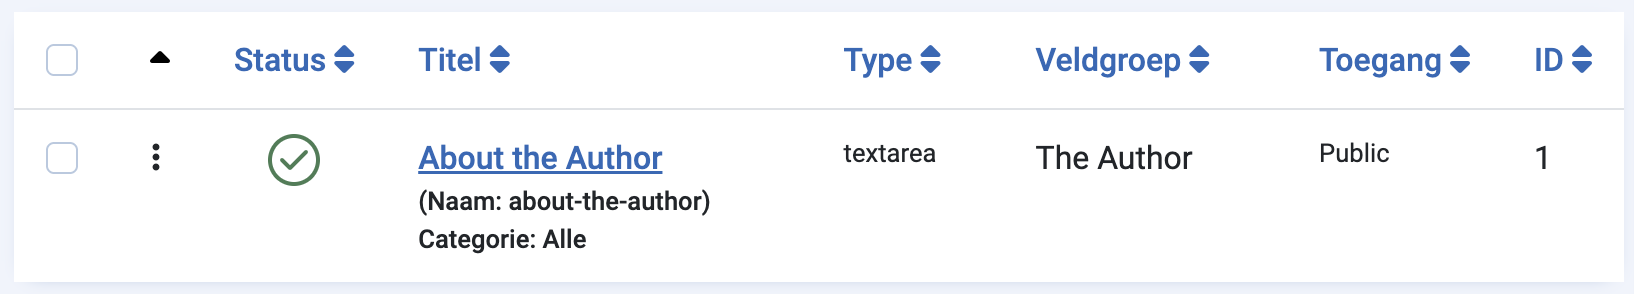 Status Titel Type Veldgroep Toegang ID
About the Author textarea The Author Public 1
(Naam: about-the-author)
Categorie: Alle